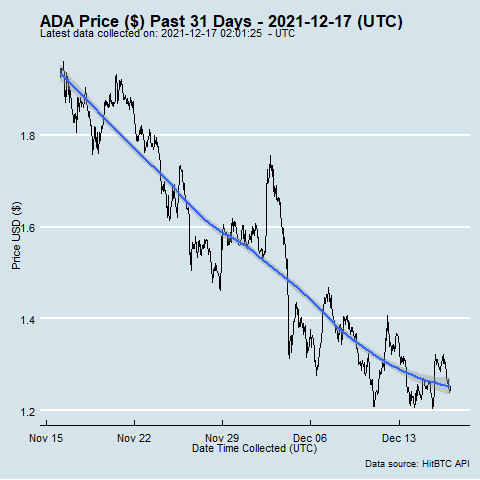 ADA Price ($) Past 31 Days - 2021-12-17 (UTC)
Latest data collected on: 2021-12-17 02:01:25  - UTC
1.8
1.6
1.4
1.2
Price USD ($)
Nov 15 Nov 22 Nov 29 Dec 06 Dec 13
Date Time Collected (UTC)
Data source: HitBTC API